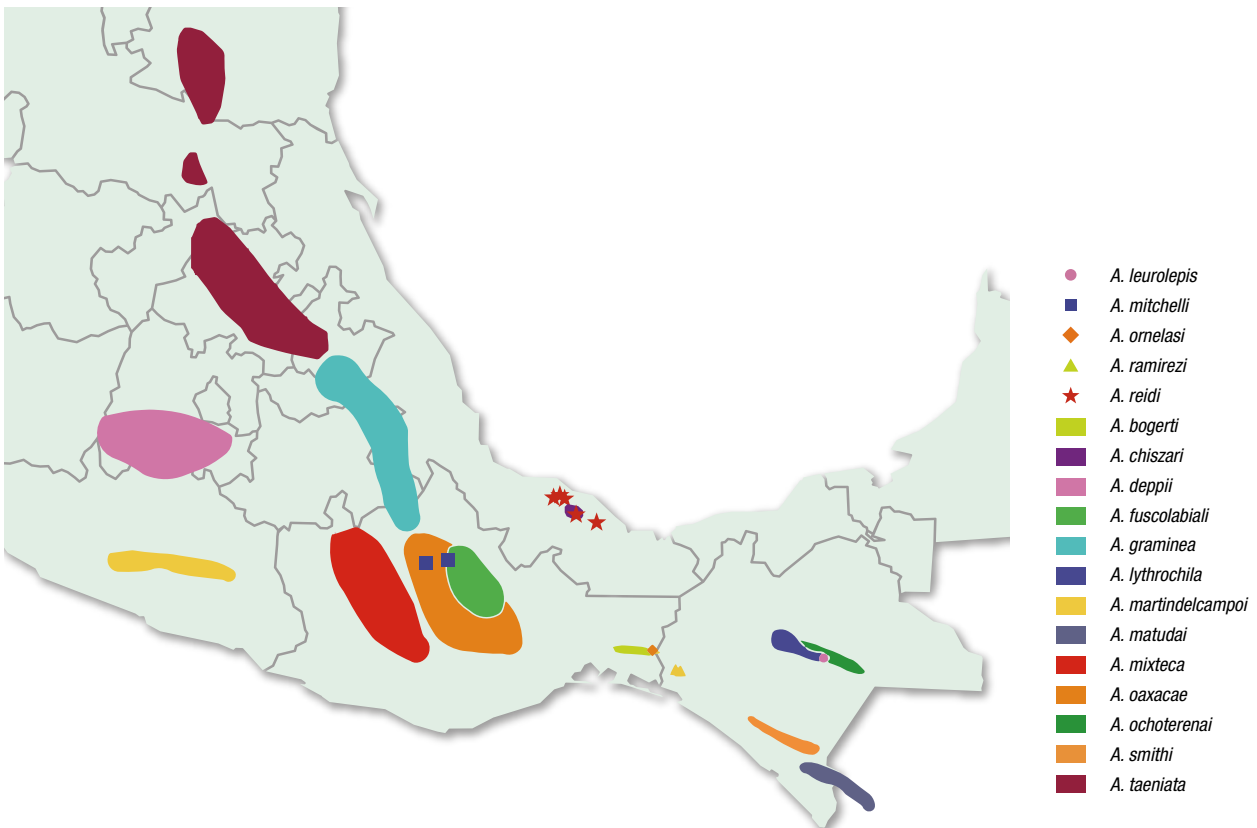 A. leurolepis
A. mitchelli
A. ornelasi
A. ramirezi
A. reidi
A. bogerti
A. chiszari
A. deppii
A. fuscolabiali
A. graminea
A. lythrochila
A. martindelcampoi
A. matudai
A. mixteca
A. oaxacae
A. ochoterenai
A. smithi
A. taeniata